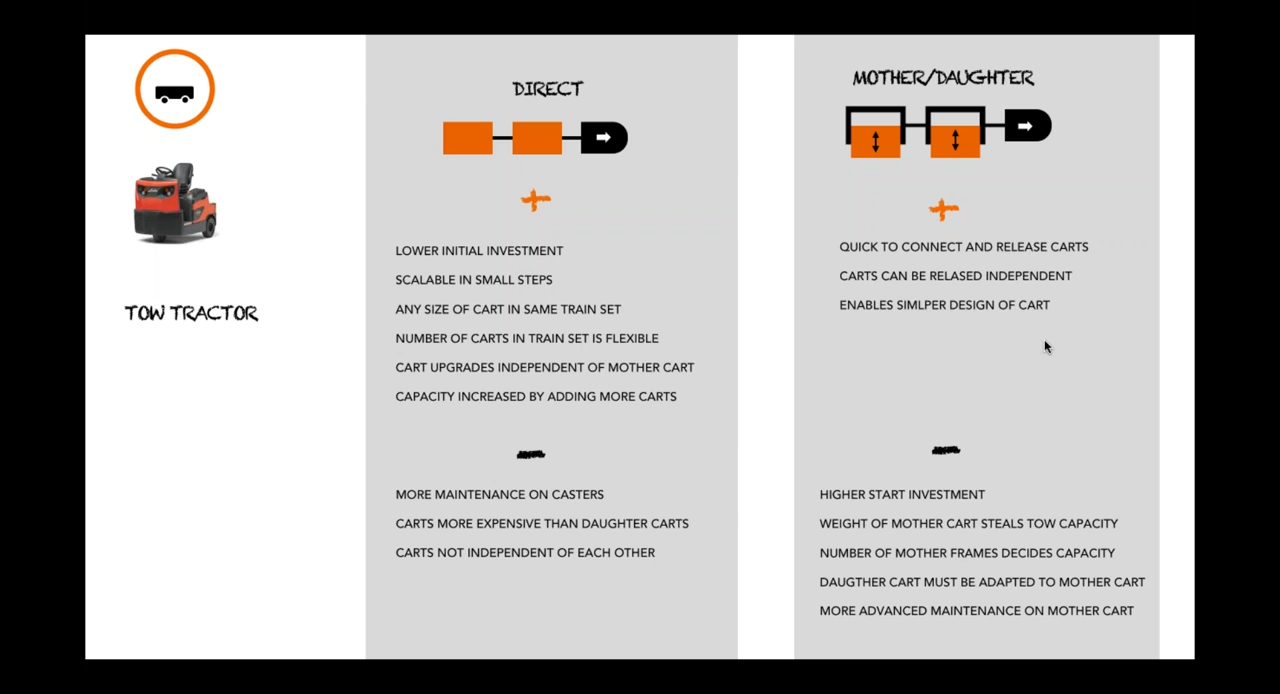 TOW TRACTOR
DIRECT
LOWER INITIAL INVESTMENT
SCALABLE IN SMALL STEPS
ANY SIZE OF CART IN SAME TRAIN SET
NUMBER OF CARTS IN TRAIN SET IS FLEXIBLE
CART UPGRADES INDEPENDENT OF MOTHER CART
CAPACITY INCREASED BY ADDING MORE CARTS
MORE MAINTENANCE ON CASTERS
CARTS MORE EXPENSIVE THAN DAUGHTER CARTS
CARTS NOT INDEPENDENT OF EACH OTHER
MOTHER/DAUGHTER
QUICK TO CONNECT AND RELEASE CARTS
CARTS CAN BE RELASED INDEPENDENT
ENABLES SIMLPER DESIGN OF CART
HIGHER START INVESTMENT
WEIGHT OF MOTHER CART STEALS TOW CAPACITY
NUMBER OF MOTHER FRAMES DECIDES CAPACITY
DAUGTHER CART MUST BE ADAPTED TO MOTHER CART
MORE ADVANCED MAINTENANCE ON MOTHER CART